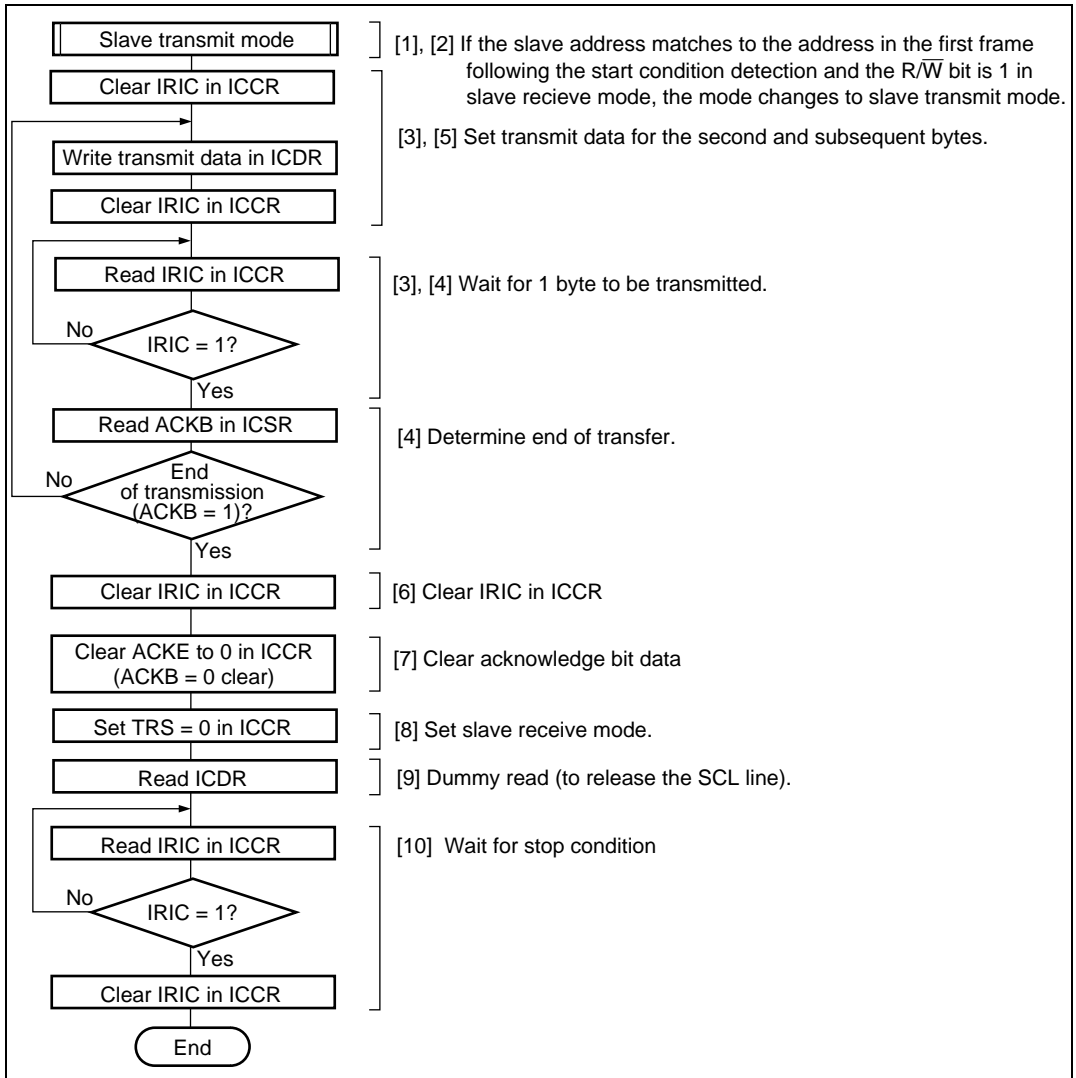 Slave transmit mode
[1], [2] If the slave address matches to the address in the first frame
following the start condition detection and the R/W̅ bit is 1 in
slave recieve mode, the mode changes to slave transmit mode.
Clear IRIC in ICCR
[3], [5] Set transmit data for the second and subsequent bytes.
Write transmit data in ICDR
Clear IRIC in ICCR
Read IRIC in ICCR
[3], [4] Wait for 1 byte to be transmitted.
No
IRIC = 1?
Yes
Read ACKB in ICSR
[4] Determine end of transfer.
No
End
of transmission
(ACKB = 1)?
Yes
Clear IRIC in ICCR
[6] Clear IRIC in ICCR
Clear ACKE to 0 in ICCR
(ACKB = 0 clear)
[7] Clear acknowledge bit data
Set TRS = 0 in ICCR
[8] Set slave receive mode.
Read ICDR
[9] Dummy read (to release the SCL line).
Read IRIC in ICCR
[10] Wait for stop condition
No
IRIC = 1?
Yes
Clear IRIC in ICCR
End